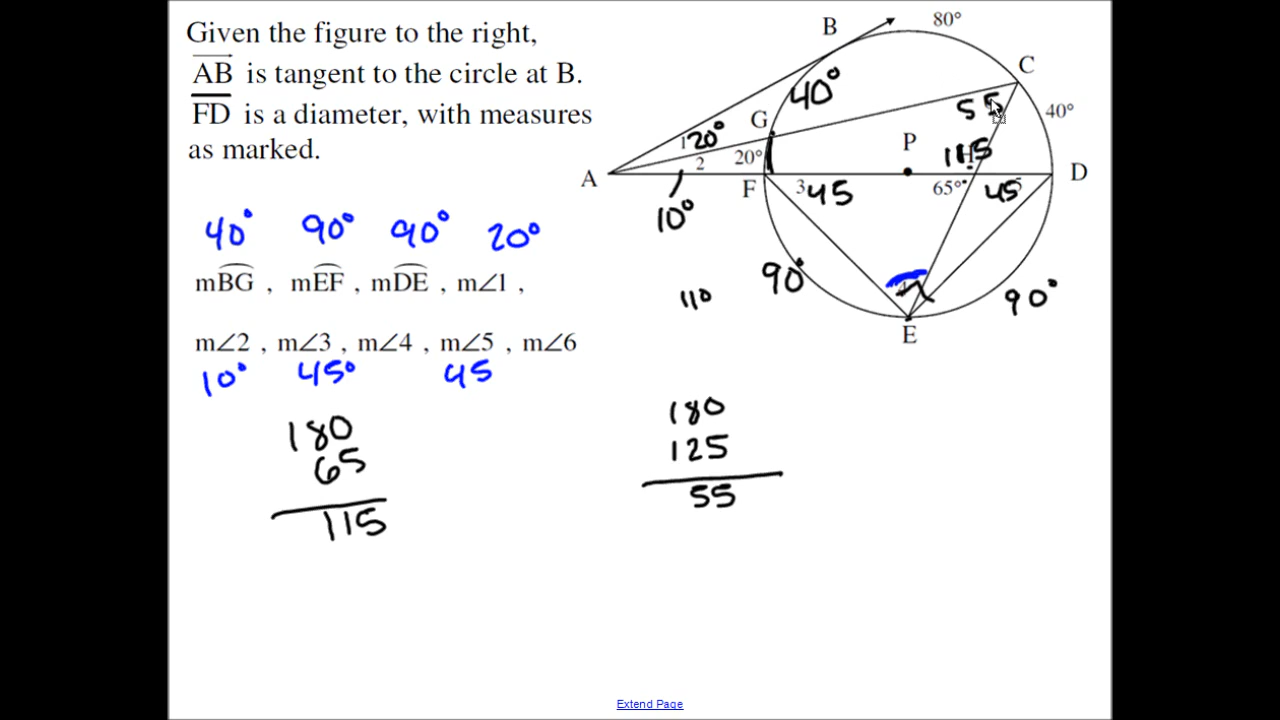 Given the figure to the right,
AB is tangent to the circle at B.
FD is a diameter, with measures
as marked.
40° 90° 90° 20°
mBG , mEF , mDE , m∠1 ,
m∠2 , m∠3 , m∠4 , m∠5 , m∠6
10° 45° 45
180
65
115
180
125
55
B
80°
C
40°
55
40°
G
P
115
1 20°
2
20°
A
F
D
3 45
65°
45
10°
90°
110
90°
E
Extend Page